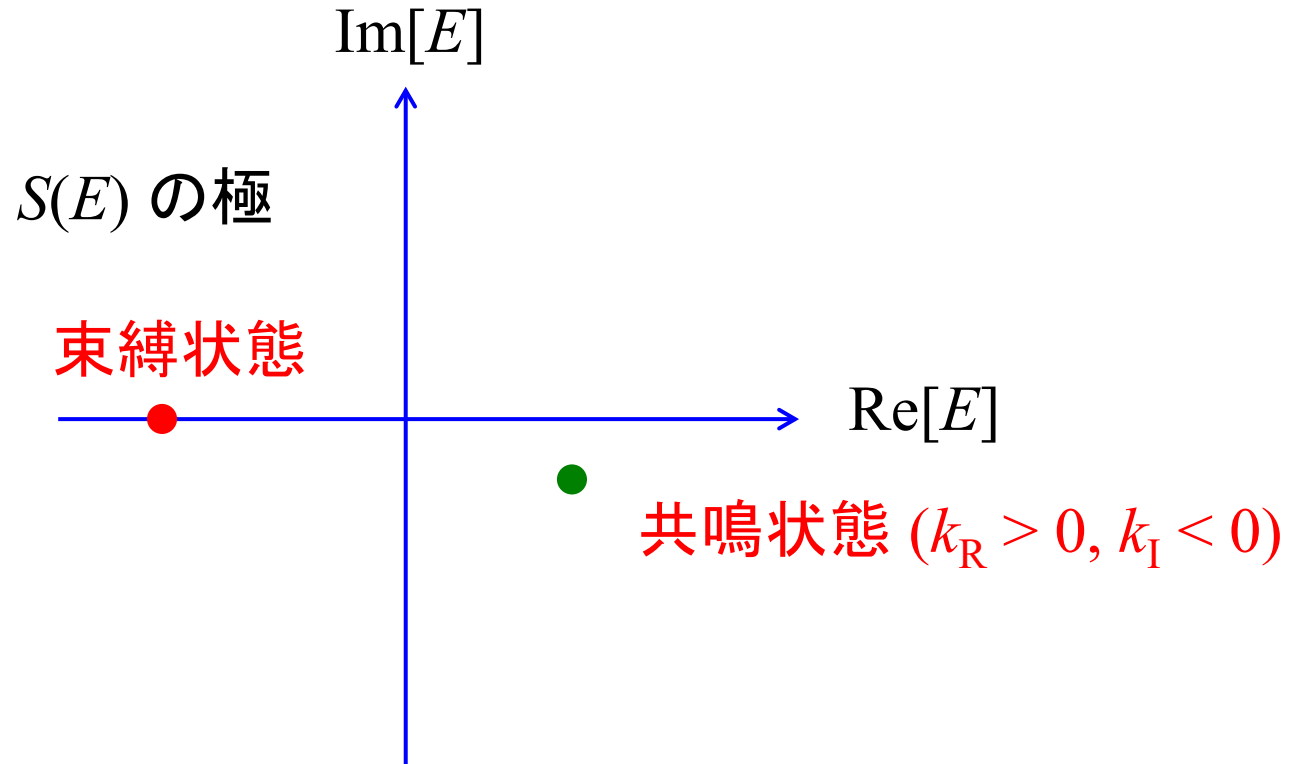 Im[E]
S(E) の極
束縛状態
Re[E]
共鳴状態 (kR > 0, kI < 0)